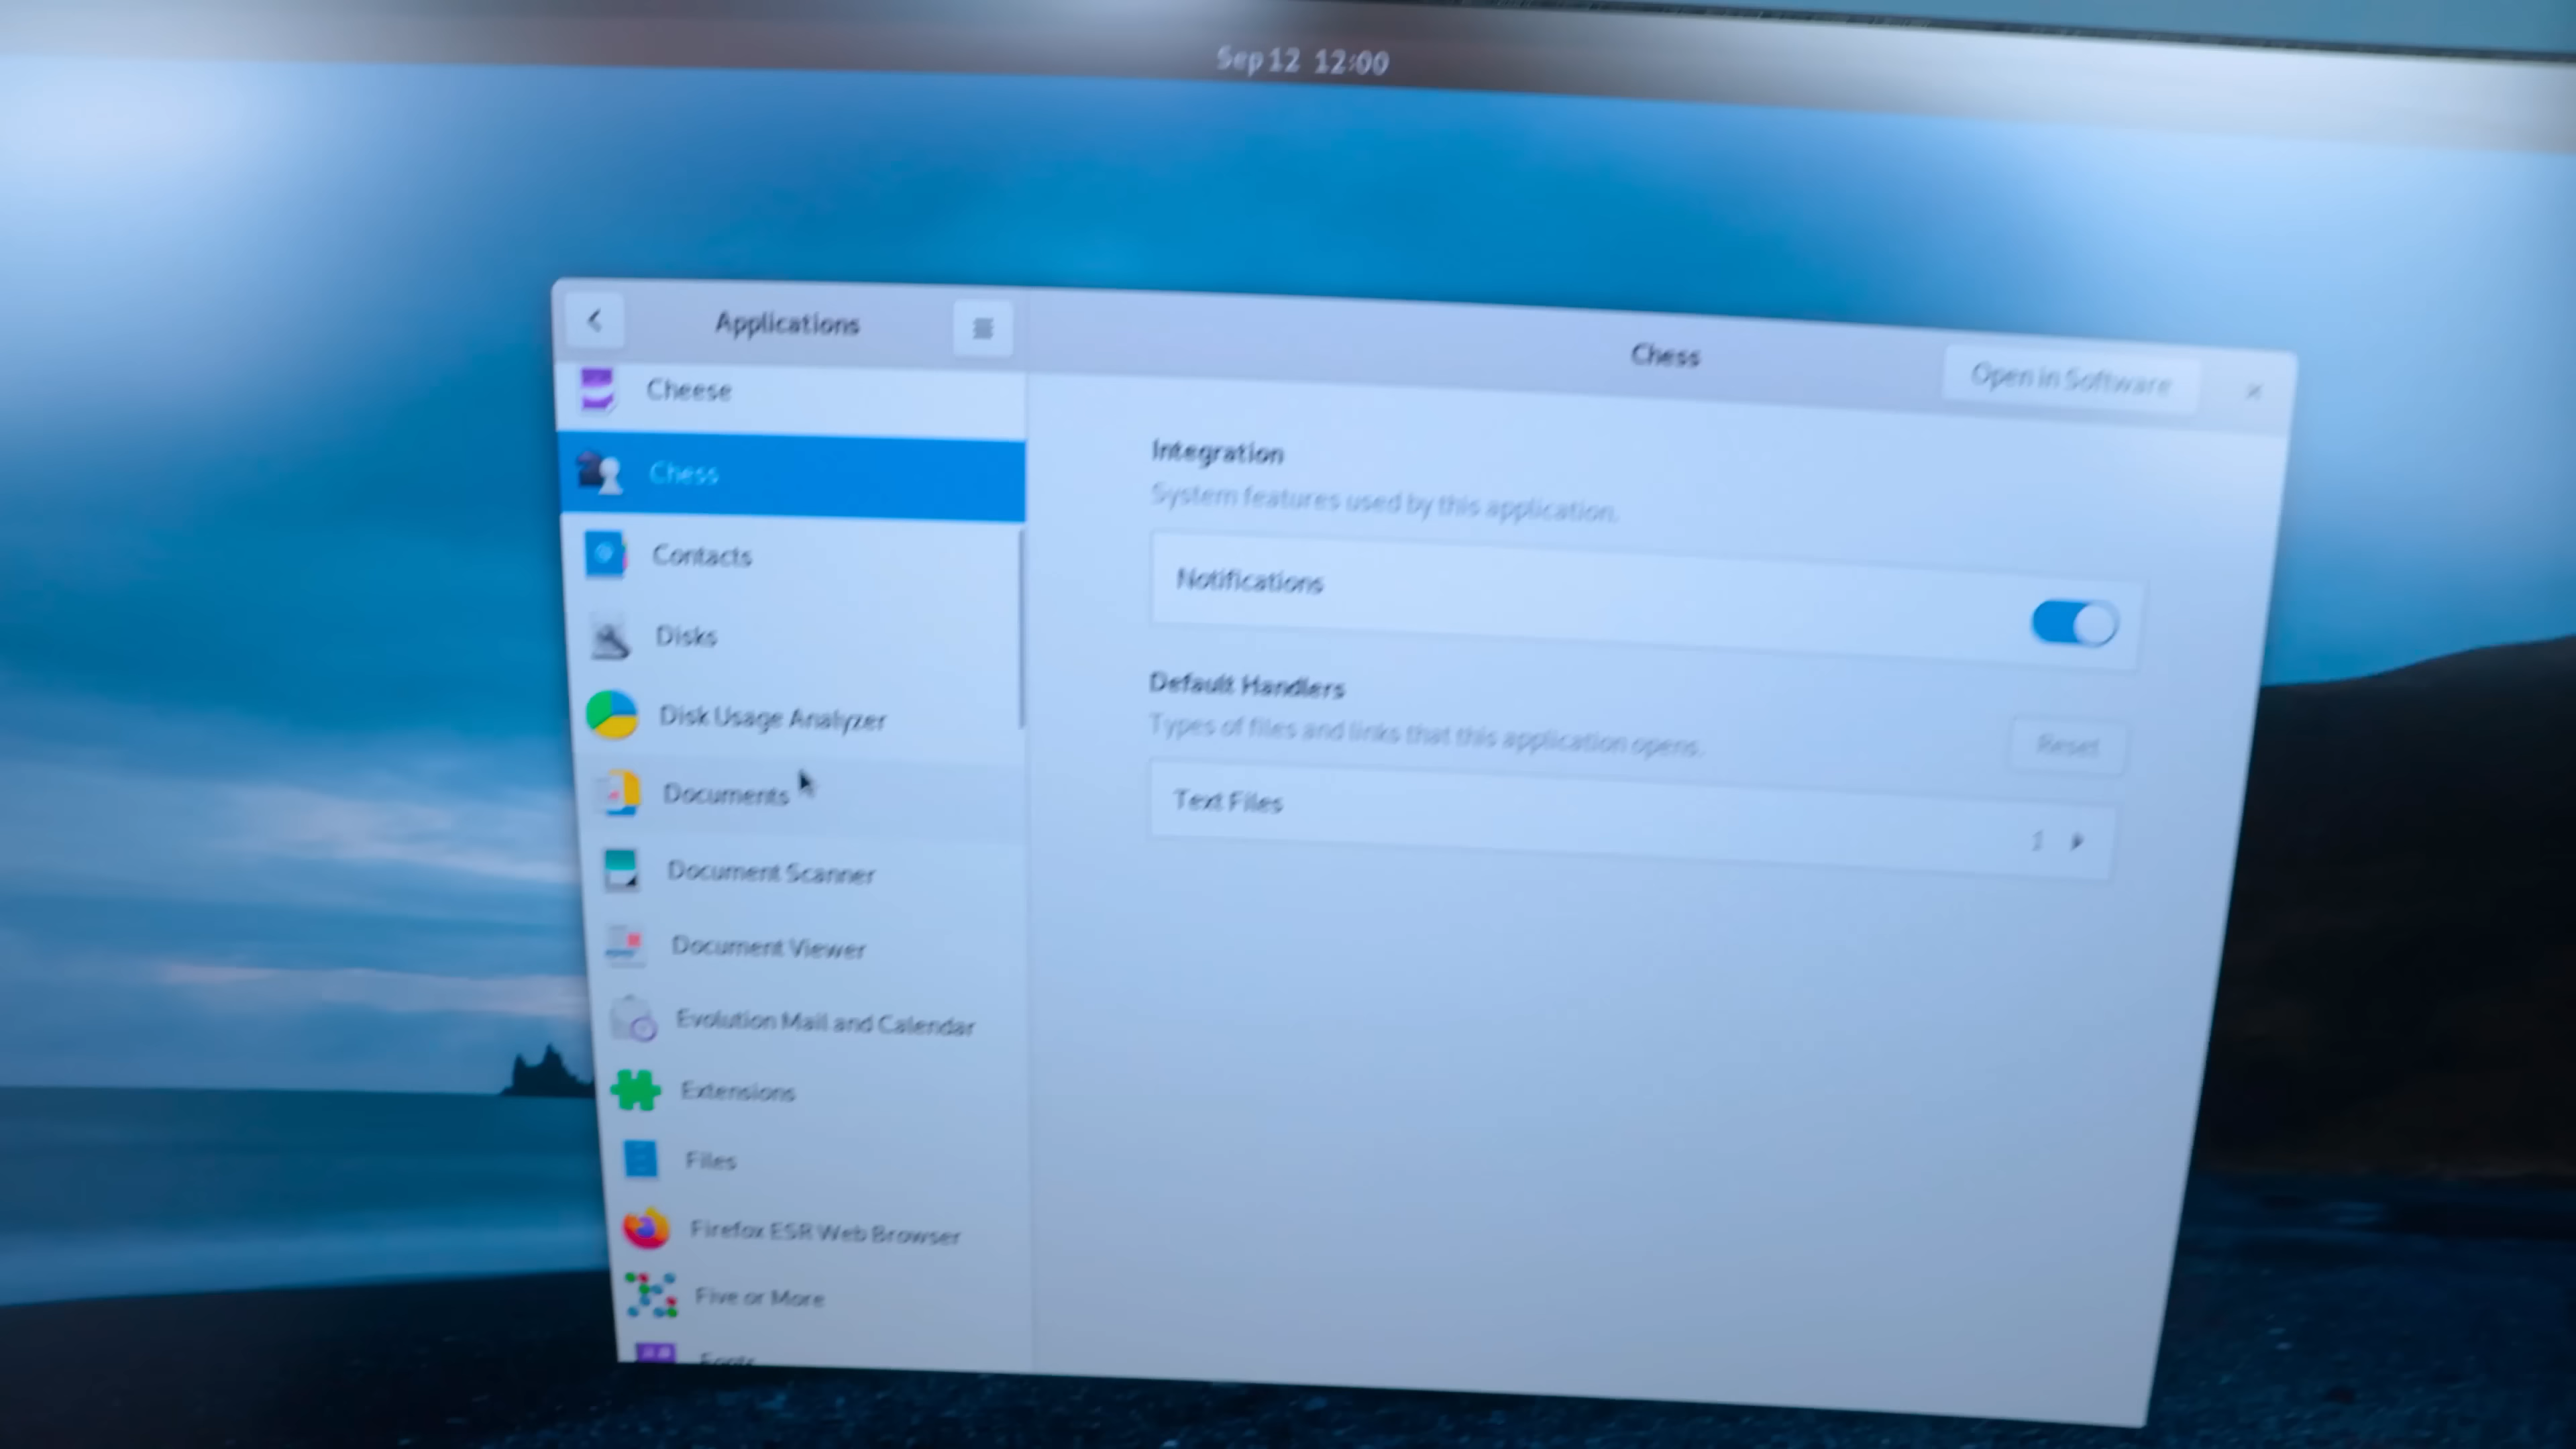 Sep 12 12:00
Applications
Chess
Open in Software
Cheese
Chess
Contacts
Disks
Disk Usage Analyzer
Documents
Document Scanner
Document Viewer
Evolution Mail and Calendar
Extensions
Files
Firefox ESR Web Browser
Five or More
Fonts
Integration
System features used by this application.
Notifications
Default Handlers
Types of files and links that this application opens.
Reset
Text Files
1